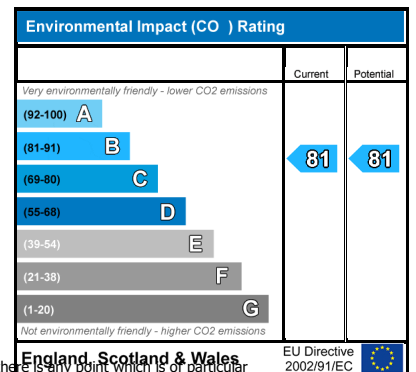 Environmental Impact (CO ) Rating
Current Potential
Very environmentally friendly - lower CO2 emissions
(92-100) A
(81-91) B
81 81
(69-80) C
(55-68) D
(39-54) E
(21-38) F
(1-20) G
Not environmentally friendly - higher CO2 emissions
England, Scotland & Wales
EU Directive
2002/91/EC
here is any point which is of particular